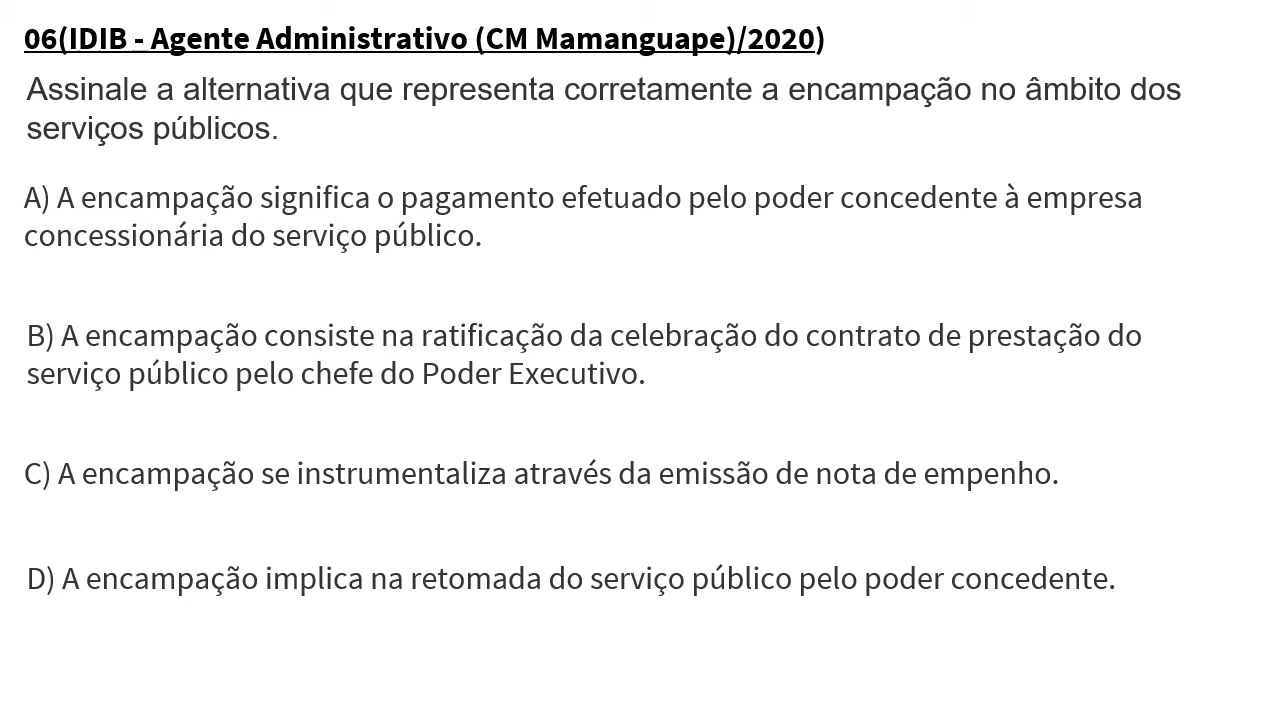 06(IDIB - Agente Administrativo (CM Mamanguape)/2020)
Assinale a alternativa que representa corretamente a encampação no âmbito dos
serviços públicos.
A) A encampação significa o pagamento efetuado pelo poder concedente à empresa
concessionária do serviço público.
B) A encampação consiste na ratificação da celebração do contrato de prestação do
serviço público pelo chefe do Poder Executivo.
C) A encampação se instrumentaliza através da emissão de nota de empenho.
D) A encampação implica na retomada do serviço público pelo poder concedente.